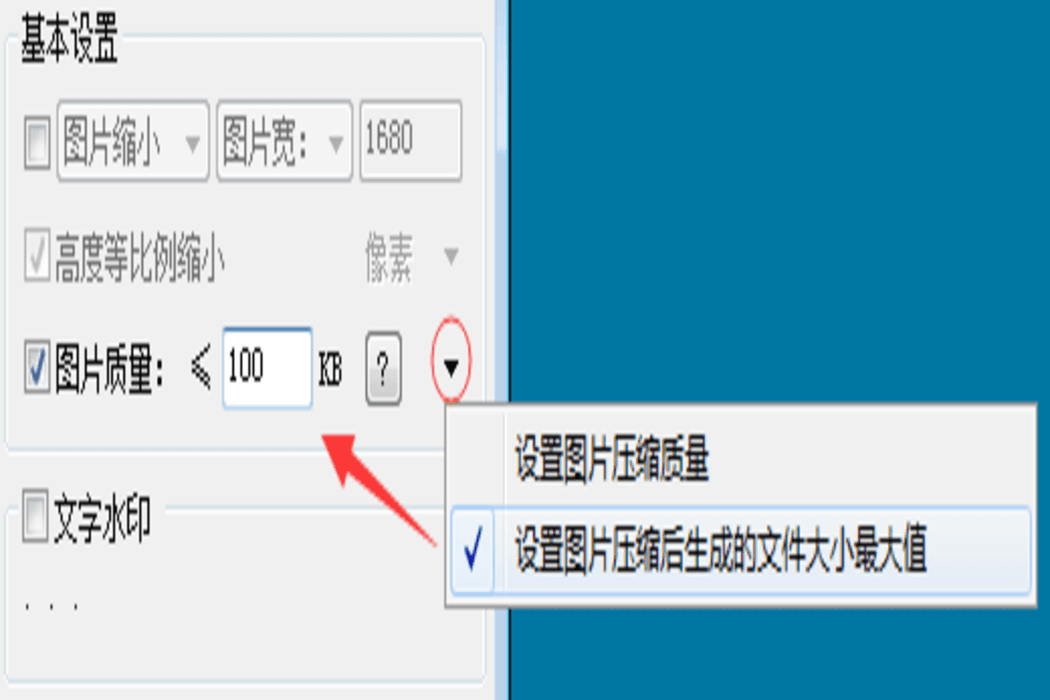 基本设置
图片缩小 图片宽： 1680
高度等比例缩小 像素
图片质量： ≤ 100 KB ?
设置图片压缩质量
文字水印
设置图片压缩后生成的文件大小最大值
. . .